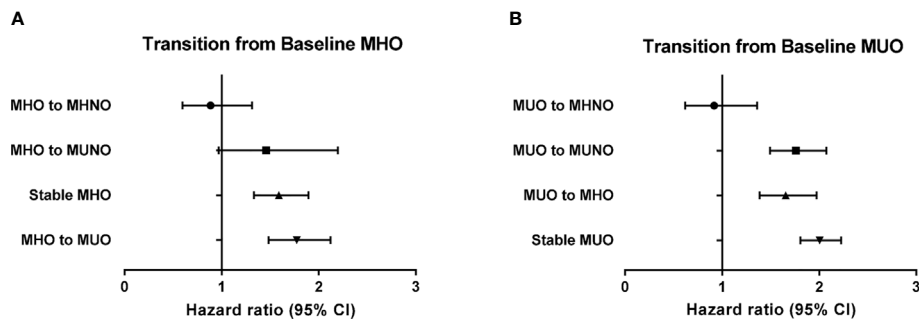 A
Transition from Baseline MHO
MHO to MHNO
MHO to MUNO
Stable MHO
MHO to MUO
0 1 2 3
Hazard ratio (95% CI)
B
Transition from Baseline MUO
MUO to MHNO
MUO to MUNO
MUO to MHO
Stable MUO
0 1 2 3
Hazard ratio (95% CI)